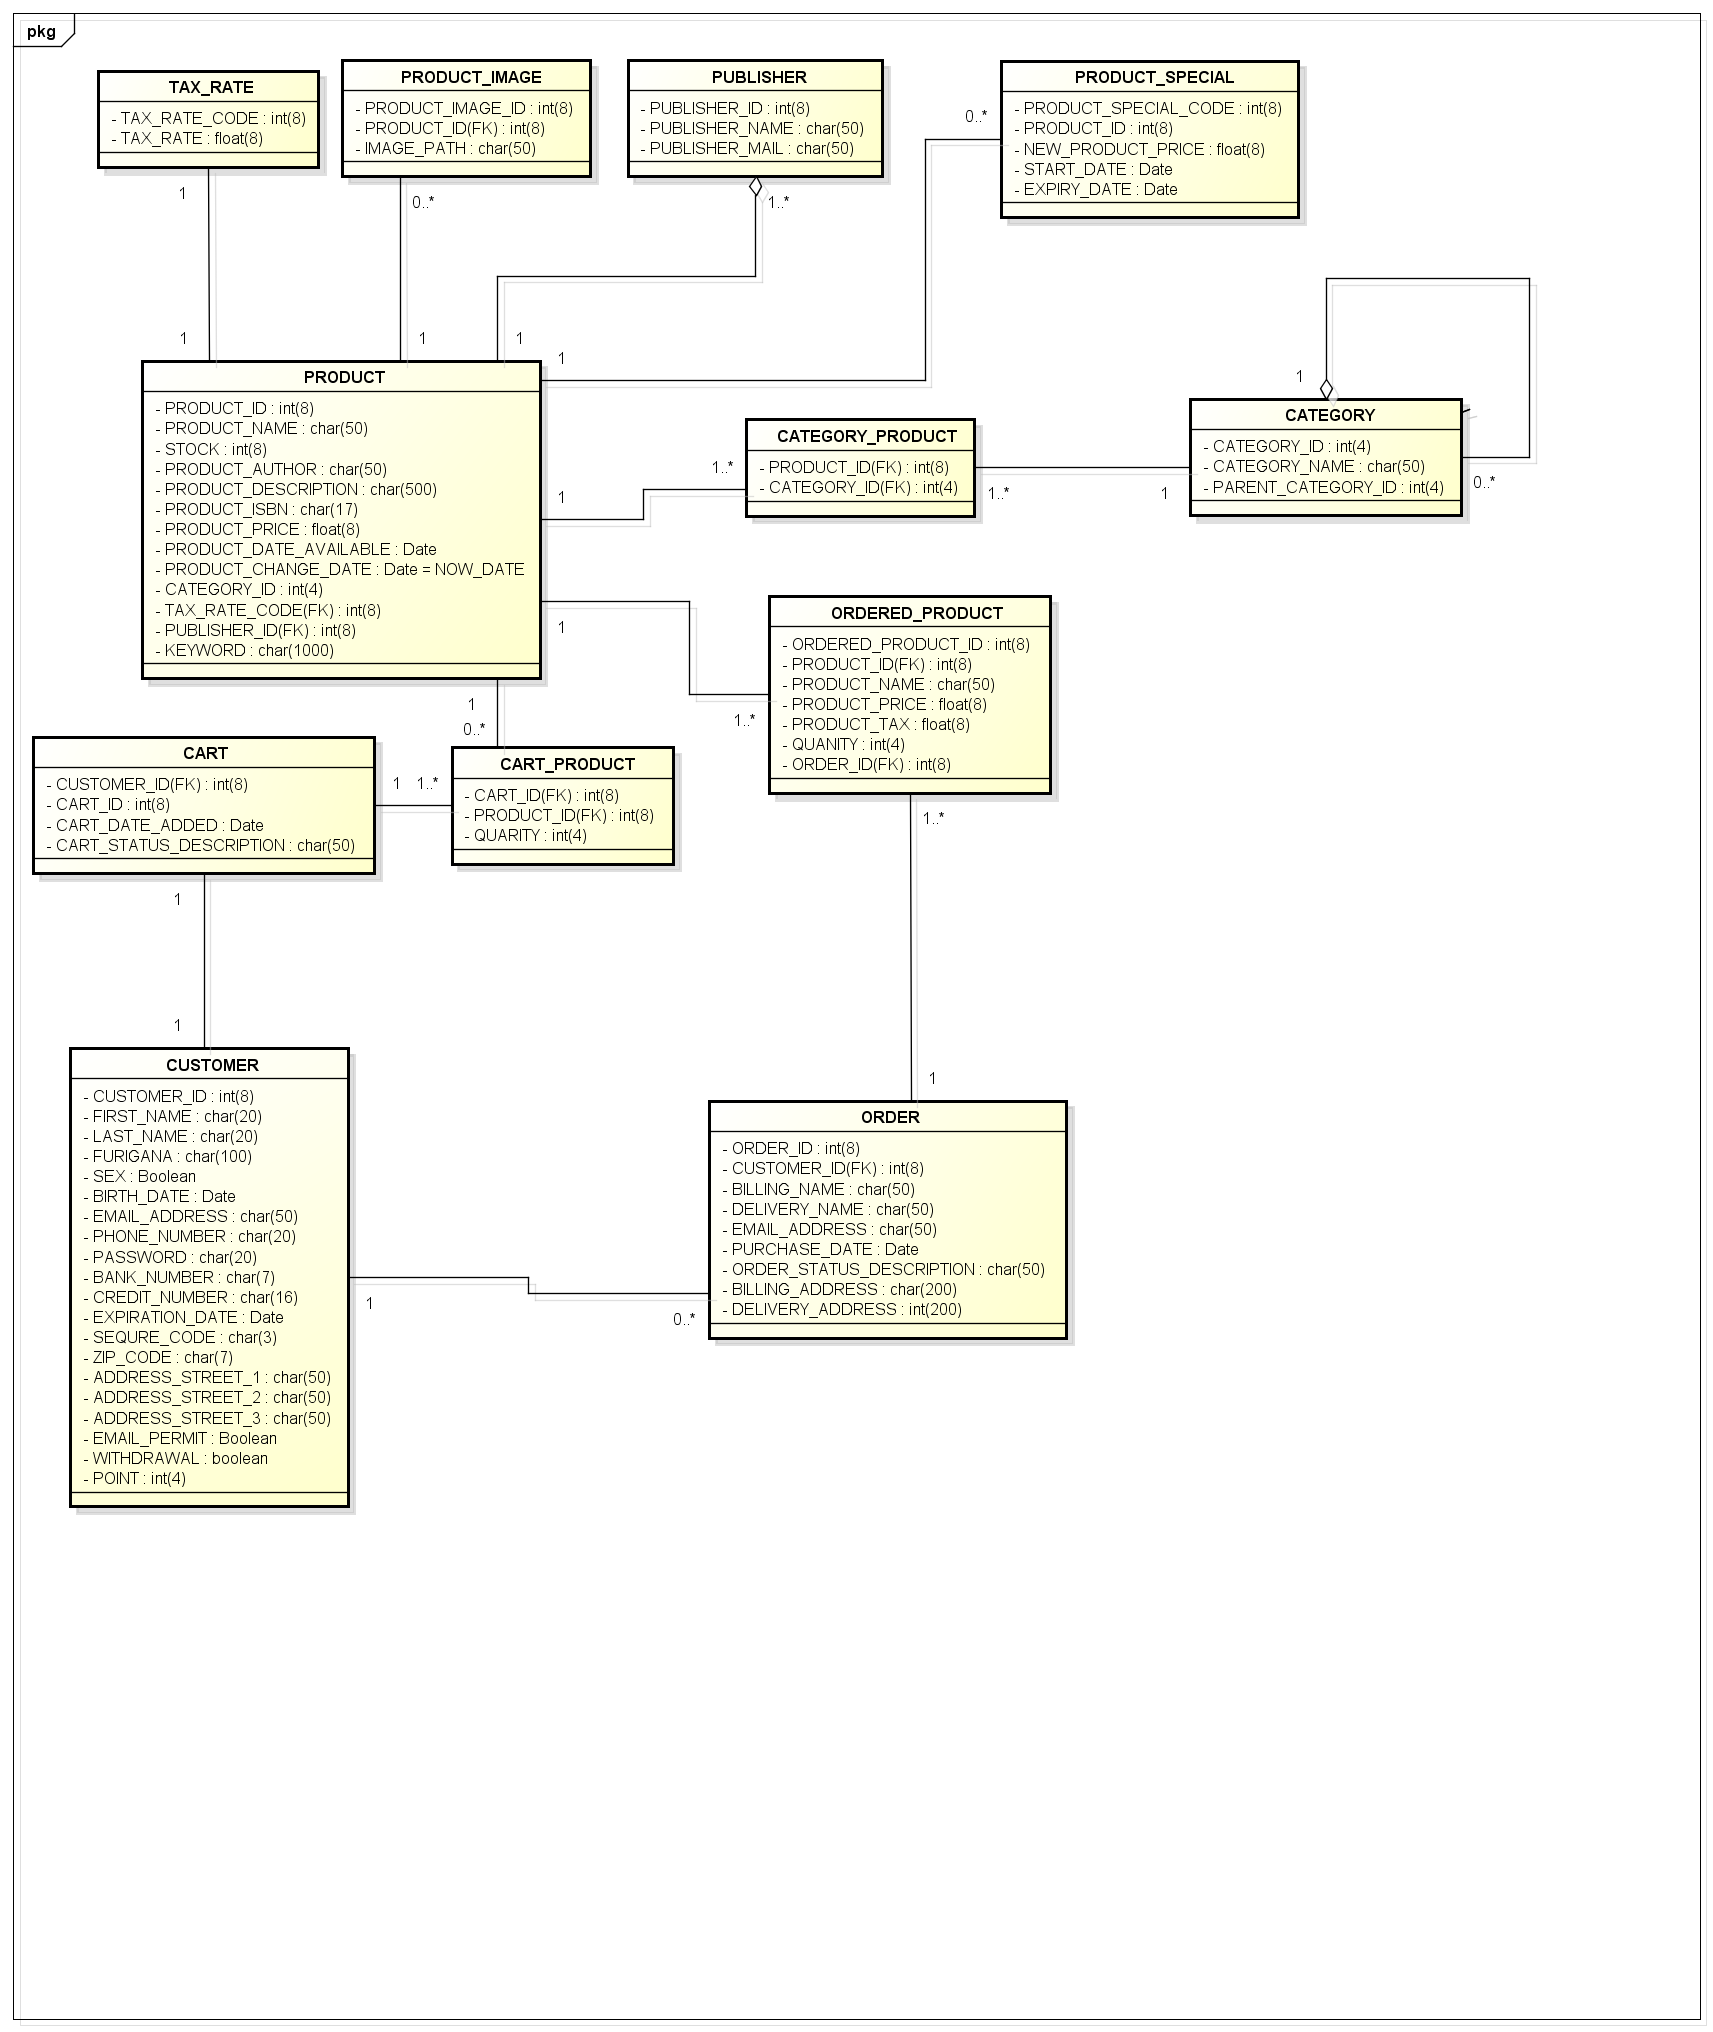 pkg
TAX_RATE
- TAX_RATE_CODE : int(8)
- TAX_RATE : float(8)
PRODUCT_IMAGE
- PRODUCT_IMAGE_ID : int(8)
- PRODUCT_ID(FK) : int(8)
- IMAGE_PATH : char(50)
PUBLISHER
- PUBLISHER_ID : int(8)
- PUBLISHER_NAME : char(50)
- PUBLISHER_MAIL : char(50)
PRODUCT_SPECIAL
- PRODUCT_SPECIAL_CODE : int(8)
- PRODUCT_ID : int(8)
- NEW_PRODUCT_PRICE : float(8)
- START_DATE : Date
- EXPIRY_DATE : Date
0..*
1
0..*
1..*
1
1
1
1
1
PRODUCT
- PRODUCT_ID : int(8)
- PRODUCT_NAME : char(50)
- STOCK : int(8)
- PRODUCT_AUTHOR : char(50)
- PRODUCT_DESCRIPTION : char(500)
- PRODUCT_ISBN : char(17)
- PRODUCT_PRICE : float(8)
- PRODUCT_DATE_AVAILABLE : Date
- PRODUCT_CHANGE_DATE : Date = NOW_DATE
- CATEGORY_ID : int(4)
- TAX_RATE_CODE(FK) : int(8)
- PUBLISHER_ID(FK) : int(8)
- KEYWORD : char(1000)
1
1..*
CATEGORY_PRODUCT
- PRODUCT_ID(FK) : int(8)
- CATEGORY_ID(FK) : int(4)
1..*
1
CATEGORY
- CATEGORY_ID : int(4)
- CATEGORY_NAME : char(50)
- PARENT_CATEGORY_ID : int(4)
0..*
1
1..*
ORDERED_PRODUCT
- ORDERED_PRODUCT_ID : int(8)
- PRODUCT_ID(FK) : int(8)
- PRODUCT_NAME : char(50)
- PRODUCT_PRICE : float(8)
- PRODUCT_TAX : float(8)
- QUANITY : int(4)
- ORDER_ID(FK) : int(8)
1
0..*
CART
- CUSTOMER_ID(FK) : int(8)
- CART_ID : int(8)
- CART_DATE_ADDED : Date
- CART_STATUS_DESCRIPTION : char(50)
1
1..*
CART_PRODUCT
- CART_ID(FK) : int(8)
- PRODUCT_ID(FK) : int(8)
- QUARITY : int(4)
1..*
1
1
1
CUSTOMER
- CUSTOMER_ID : int(8)
- FIRST_NAME : char(20)
- LAST_NAME : char(20)
- FURIGANA : char(100)
- SEX : Boolean
- BIRTH_DATE : Date
- EMAIL_ADDRESS : char(50)
- PHONE_NUMBER : char(20)
- PASSWORD : char(20)
- BANK_NUMBER : char(7)
- CREDIT_NUMBER : char(16)
- EXPIRATION_DATE : Date
- SEQURE_CODE : char(3)
- ZIP_CODE : char(7)
- ADDRESS_STREET_1 : char(50)
- ADDRESS_STREET_2 : char(50)
- ADDRESS_STREET_3 : char(50)
- EMAIL_PERMIT : Boolean
- WITHDRAWAL : boolean
- POINT : int(4)
1
0..*
ORDER
- ORDER_ID : int(8)
- CUSTOMER_ID(FK) : int(8)
- BILLING_NAME : char(50)
- DELIVERY_NAME : char(50)
- EMAIL_ADDRESS : char(50)
- PURCHASE_DATE : Date
- ORDER_STATUS_DESCRIPTION : char(50)
- BILLING_ADDRESS : char(200)
- DELIVERY_ADDRESS : int(200)